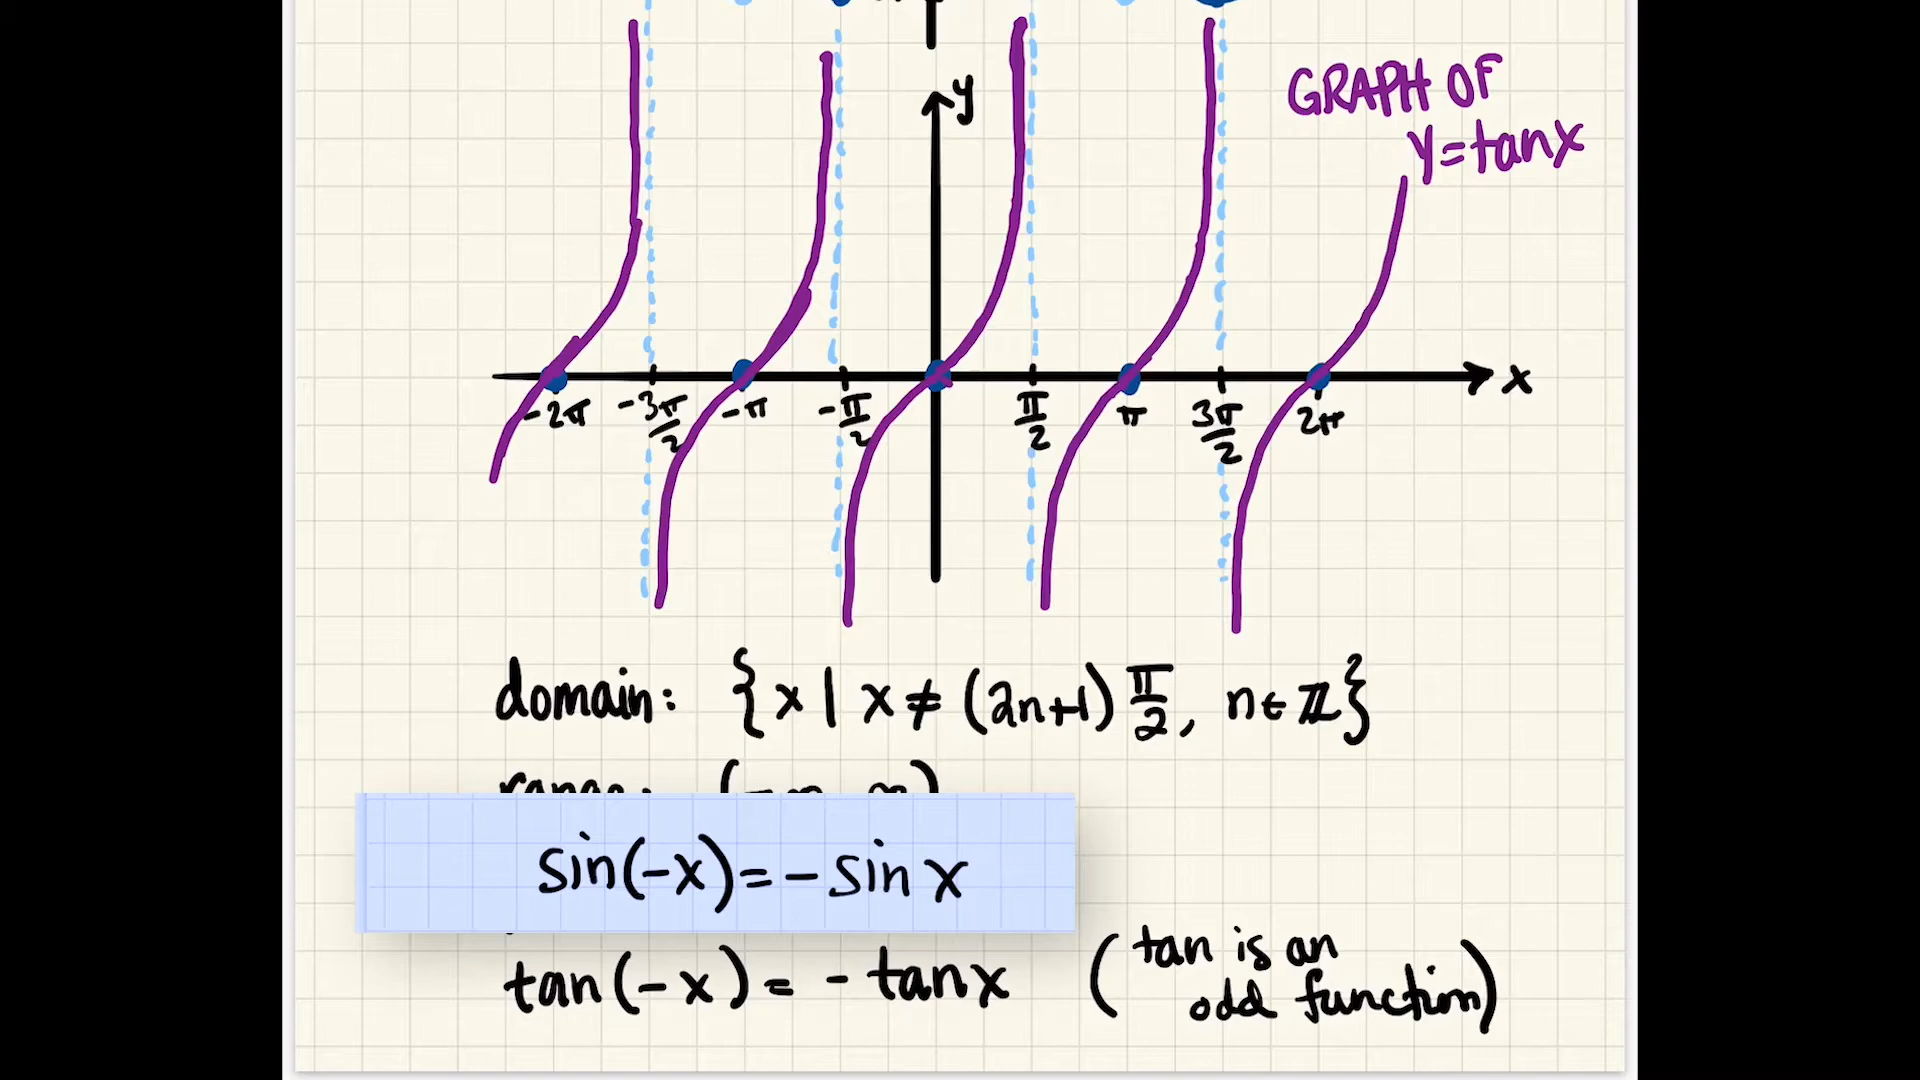 y
GRAPH OF
y=tanx
x
-2π -3π/2 -π -π/2 π/2 π 3π/2 2π
domain: {x | x ≠ (2n+1) π/2, n ∈ ℤ}
sin(-x) = - sin x
tan(-x) = - tanx (tan is an
odd function)